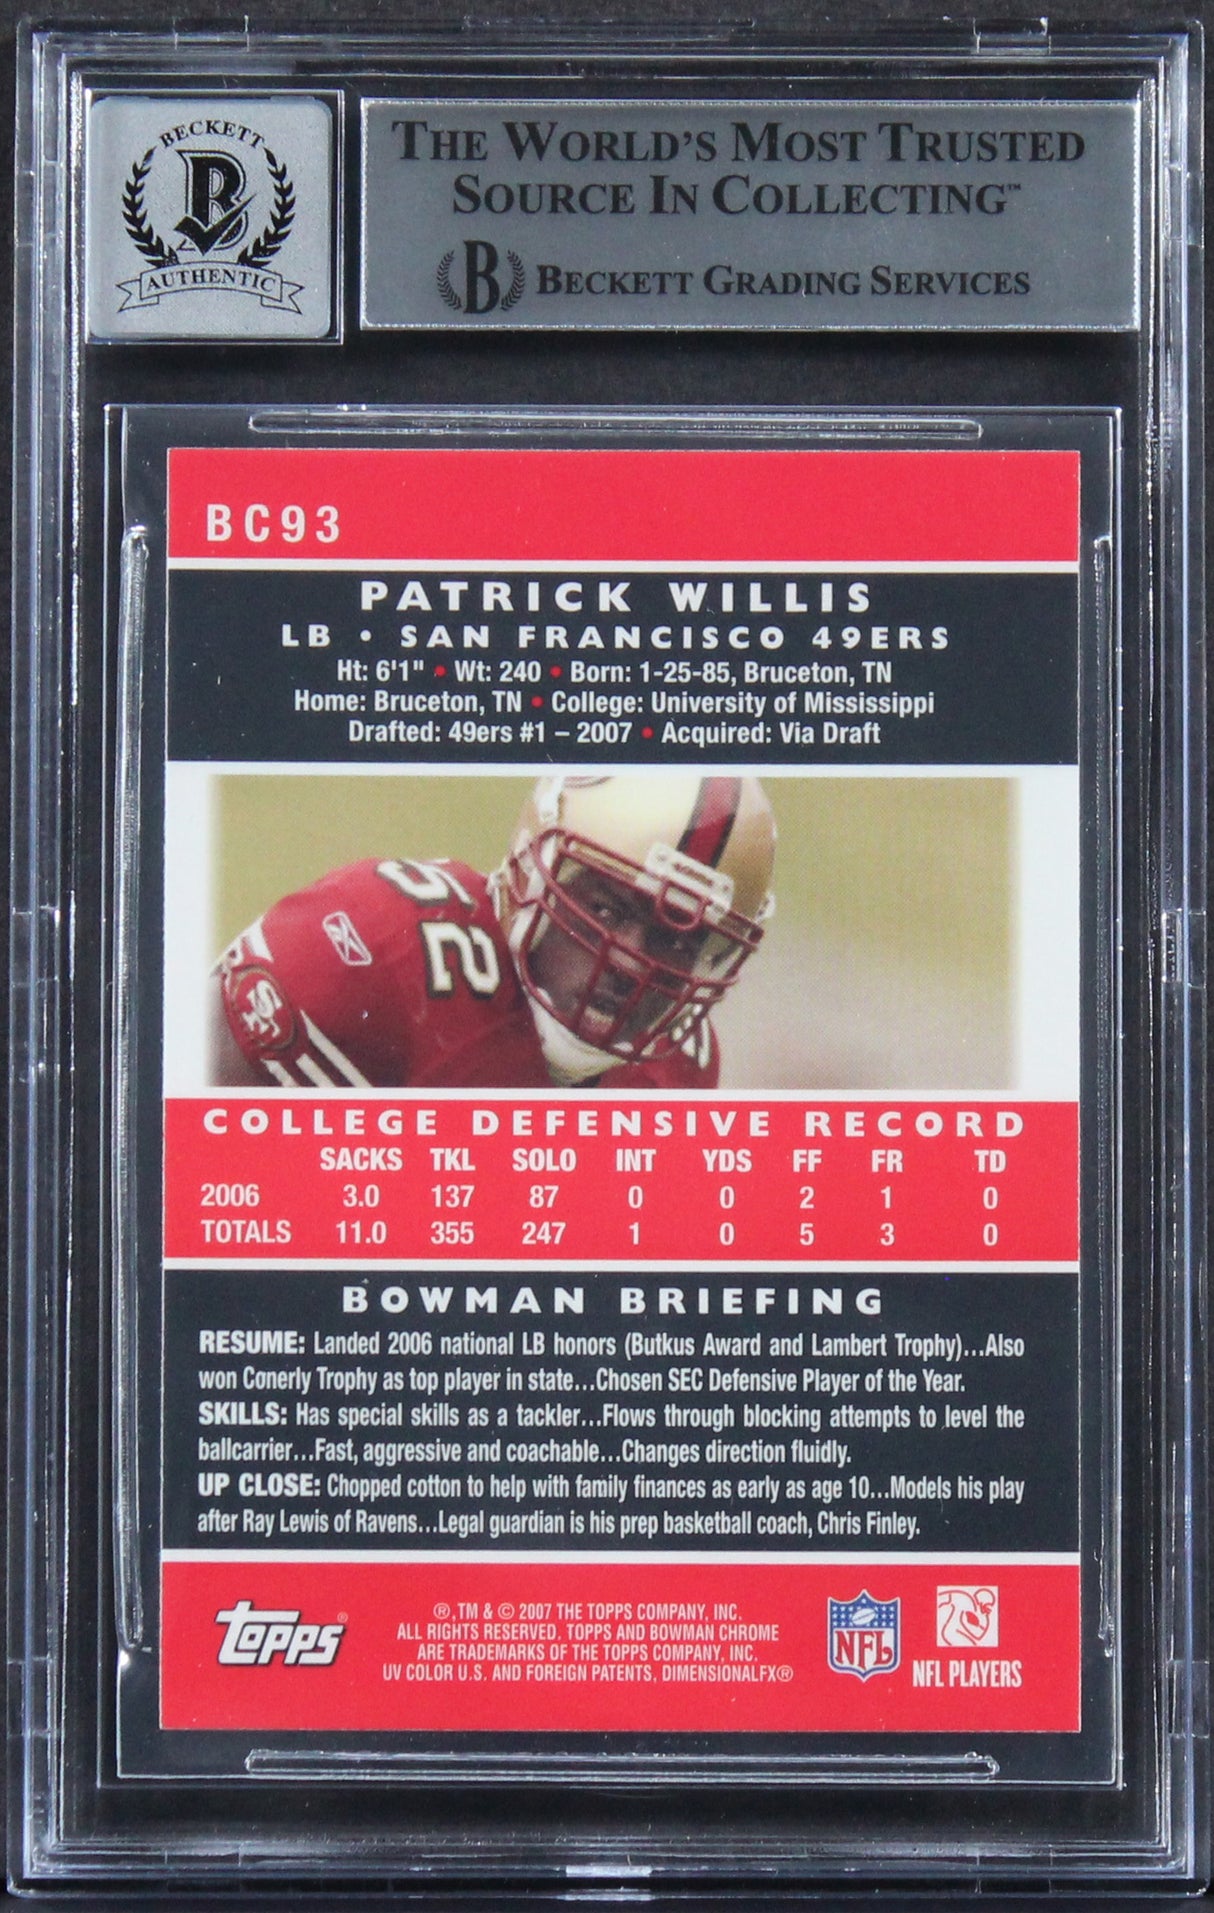 BECKETT
B
AUTHENTIC
THE WORLD'S MOST TRUSTED
SOURCE IN COLLECTING™
B BECKETT GRADING SERVICES
BC93
PATRICK WILLIS
LB • SAN FRANCISCO 49ERS
Ht: 6'1" • Wt: 240 • Born: 1-25-85, Bruceton, TN
Home: Bruceton, TN • College: University of Mississippi
Drafted: 49ers #1 – 2007 • Acquired: Via Draft
52
SF
COLLEGE DEFENSIVE RECORD
SACKS TKL SOLO INT YDS FF FR TD
2006 3.0 137 87 0 0 2 1 0
TOTALS 11.0 355 247 1 0 5 3 0
BOWMAN BRIEFING
RESUME: Landed 2006 national LB honors (Butkus Award and Lambert Trophy)...Also
won Conerly Trophy as top player in state...Chosen SEC Defensive Player of the Year.
SKILLS: Has special skills as a tackler...Flows through blocking attempts to level the
ballcarrier...Fast, aggressive and coachable...Changes direction fluidly.
UP CLOSE: Chopped cotton to help with family finances as early as age 10...Models his play
after Ray Lewis of Ravens...Legal guardian is his prep basketball coach, Chris Finley.
topps®
®,TM & © 2007 THE TOPPS COMPANY, INC.
ALL RIGHTS RESERVED. TOPPS AND BOWMAN CHROME
ARE TRADEMARKS OF THE TOPPS COMPANY, INC.
UV COLOR U.S. AND FOREIGN PATENTS, DIMENSIONALFX®
NFL
NFL PLAYERS